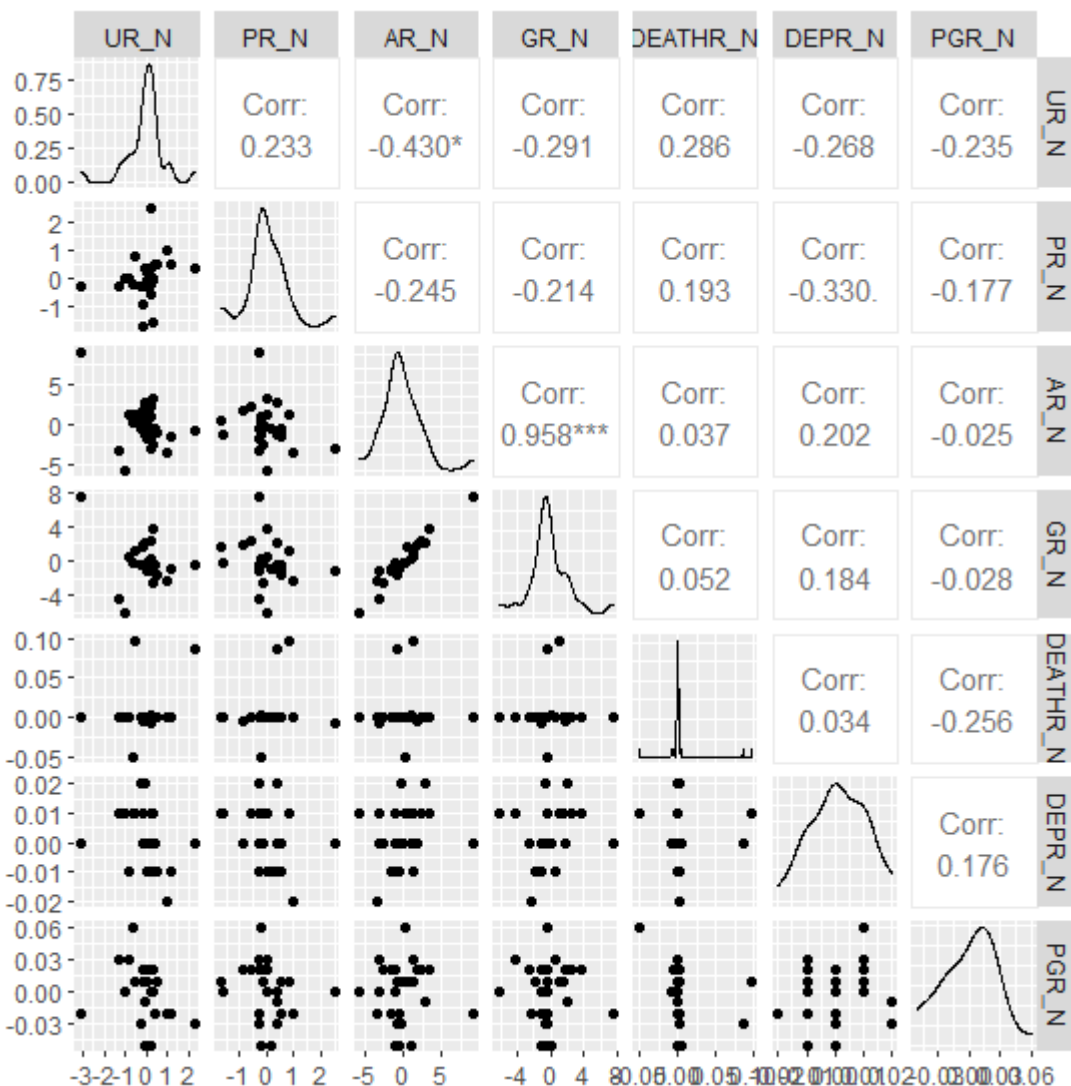 UR_N PR_N AR_N GR_N DEATHR_N DEPR_N PGR_N
0.75
0.50
0.25
0.00
Corr: Corr: Corr: Corr: Corr: Corr:
0.233 -0.430* -0.291 0.286 -0.268 -0.235
UR_N
2
1
0
-1
Corr: Corr: Corr: Corr: Corr:
-0.245 -0.214 0.193 -0.330. -0.177
PR_N
5
0
-5
Corr: Corr: Corr: Corr:
0.958*** 0.037 0.202 -0.025
AR_N
8
4
0
-4
Corr: Corr: Corr:
0.052 0.184 -0.028
GR_N
0.10
0.05
0.00
-0.05
Corr: Corr:
0.034 -0.256
DEATHR_N
0.02
0.01
0.00
-0.01
-0.02
Corr:
0.176
DEPR_N
0.06
0.03
0.00
-0.03
PGR_N
-3 -2 -1 0 1 2 -1 0 1 2 -5 0 5 -4 0 4 8